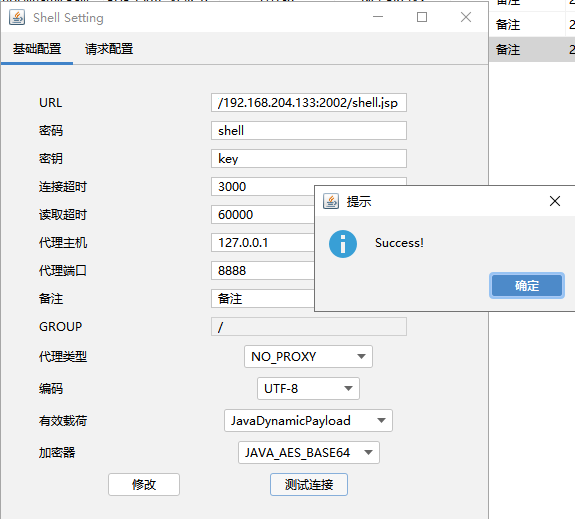 Shell Setting
基础配置 请求配置
URL /192.168.204.133:2002/shell.jsp
密码 shell
密钥 key
连接超时 3000
读取超时 60000
代理主机 127.0.0.1
代理端口 8888
备注 备注
GROUP /
代理类型 NO_PROXY
编码 UTF-8
有效载荷 JavaDynamicPayload
加密器 JAVA_AES_BASE64
修改 测试连接
提示
Success!
确定
备注 2
备注 2